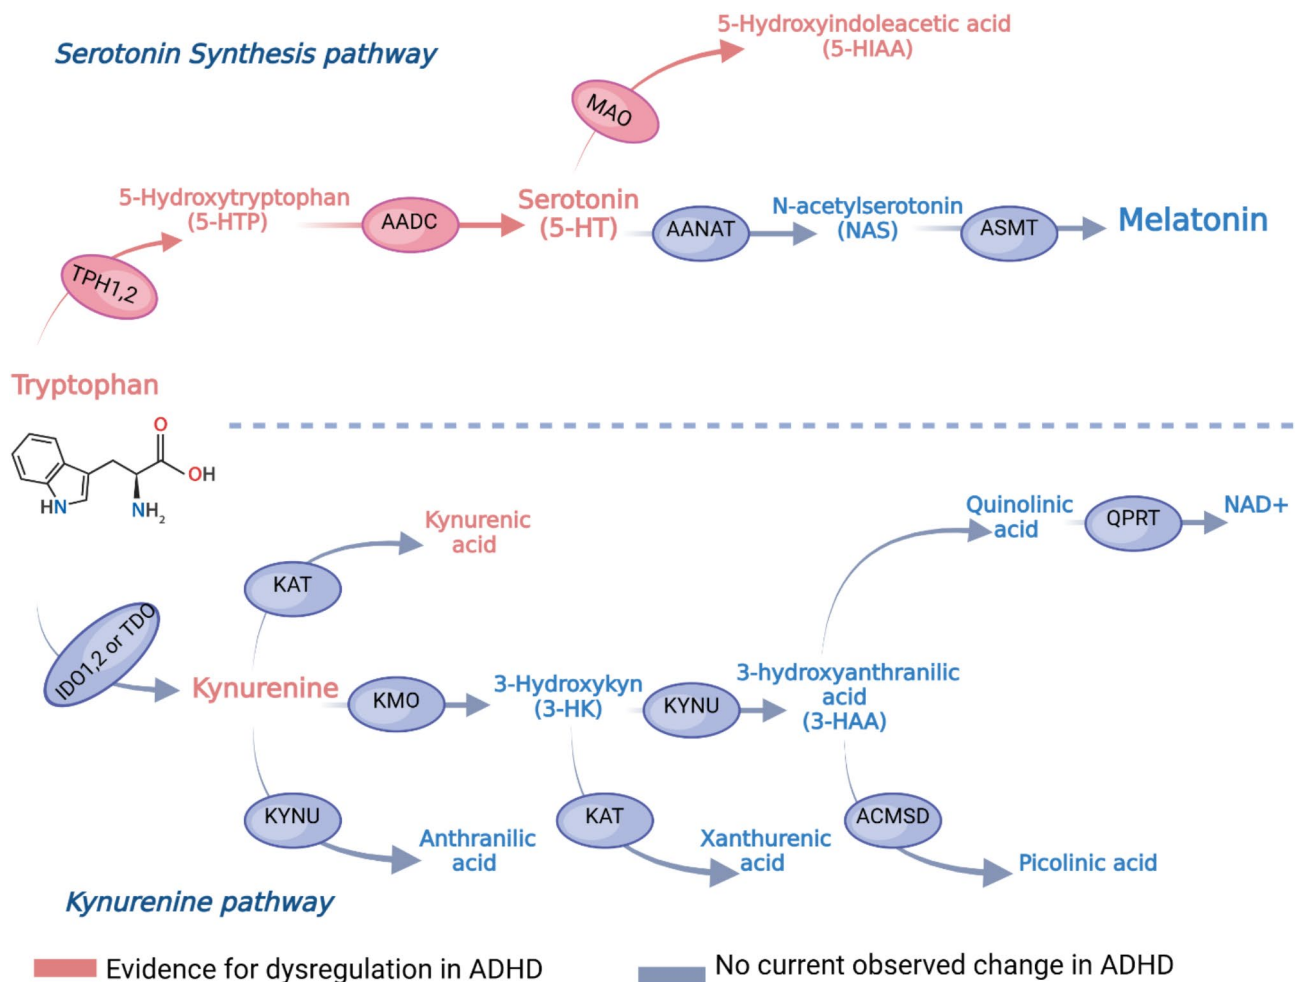 Serotonin Synthesis pathway
5-Hydroxyindoleacetic acid
(5-HIAA)
MAO
5-Hydroxytryptophan
(5-HTP)
AADC
Serotonin
(5-HT)
AANAT
N-acetylserotonin
(NAS)
ASMT
Melatonin
TPH1,2
Tryptophan
O
OH
HN
NH2
Kynurenic
acid
Quinolinic
acid
QPRT
NAD+
KAT
IDO1,2 or TDO
Kynurenine
KMO
3-Hydroxykyn
(3-HK)
KYNU
3-hydroxyanthranilic
acid
(3-HAA)
KYNU
Anthranilic
acid
KAT
Xanthurenic
acid
ACMSD
Picolinic acid
Kynurenine pathway
Evidence for dysregulation in ADHD
No current observed change in ADHD